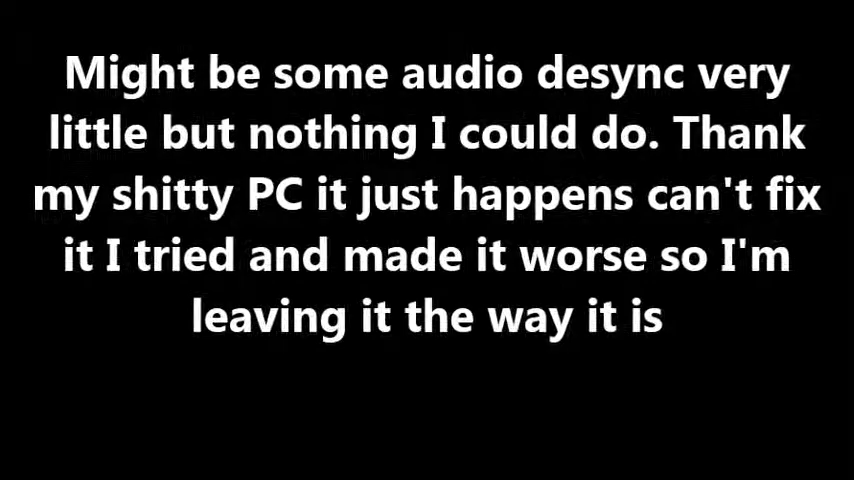 Might be some audio desync very
little but nothing I could do. Thank
my shitty PC it just happens can't fix
it I tried and made it worse so I'm
leaving it the way it is